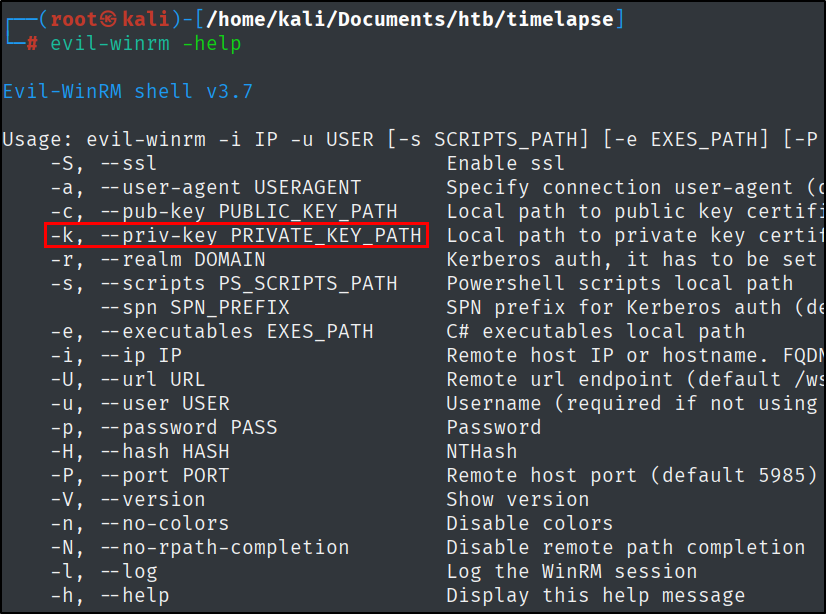 ┌──(root㉿kali)-[/home/kali/Documents/htb/timelapse]
└─# evil-winrm -help
Evil-WinRM shell v3.7
Usage: evil-winrm -i IP -u USER [-s SCRIPTS_PATH] [-e EXES_PATH] [-P
-S, --ssl Enable ssl
-a, --user-agent USERAGENT Specify connection user-agent
-c, --pub-key PUBLIC_KEY_PATH Local path to public key
-k, --priv-key PRIVATE_KEY_PATH Local path to private key
-r, --realm DOMAIN Kerberos auth, it has to be set
-s, --scripts PS_SCRIPTS_PATH Powershell scripts local path
--spn SPN_PREFIX SPN prefix for Kerberos auth
-e, --executables EXES_PATH C# executables local path
-i, --ip IP Remote host IP or hostname.
-U, --url URL Remote url endpoint (default
-u, --user USER Username (required if not using
-p, --password PASS Password
-H, --hash HASH NTHash
-P, --port PORT Remote host port (default 5985)
-V, --version Show version
-n, --no-colors Disable colors
-N, --no-rpath-completion Disable remote path completion
-l, --log Log the WinRM session
-h, --help Display this help message